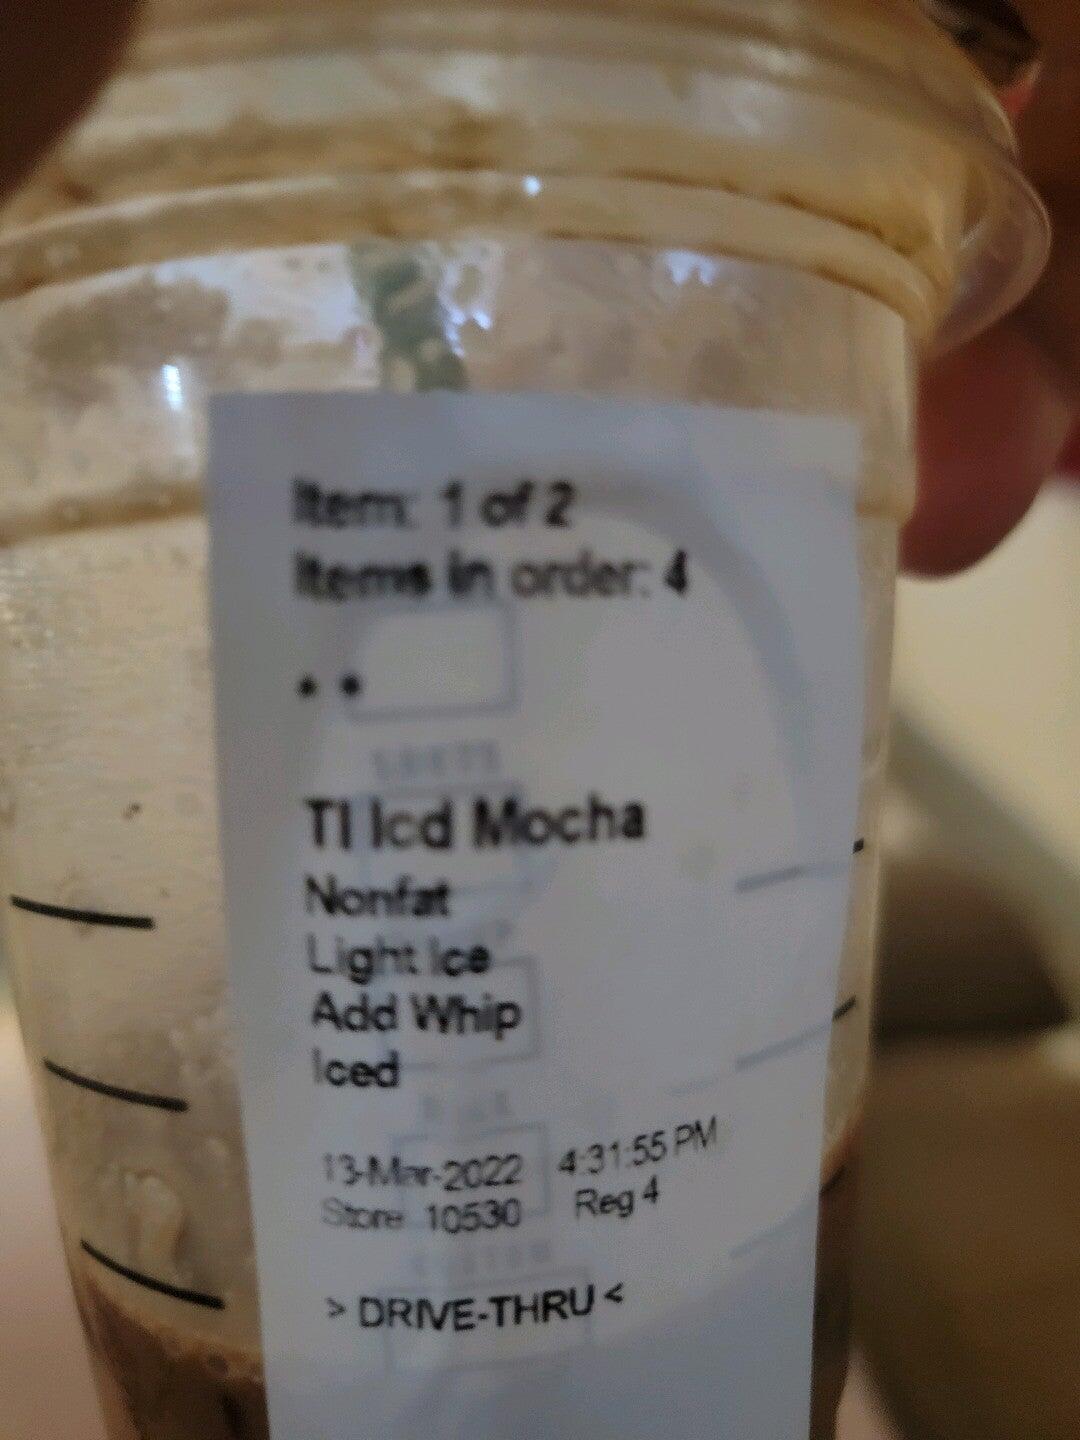 Item: 1 of 2
Items in order: 4
• •
Tl Icd Mocha
Nonfat
Light Ice
Add Whip
Iced
13-Mar-2022 4:31:55 PM
Store 10530 Reg 4
> DRIVE-THRU <